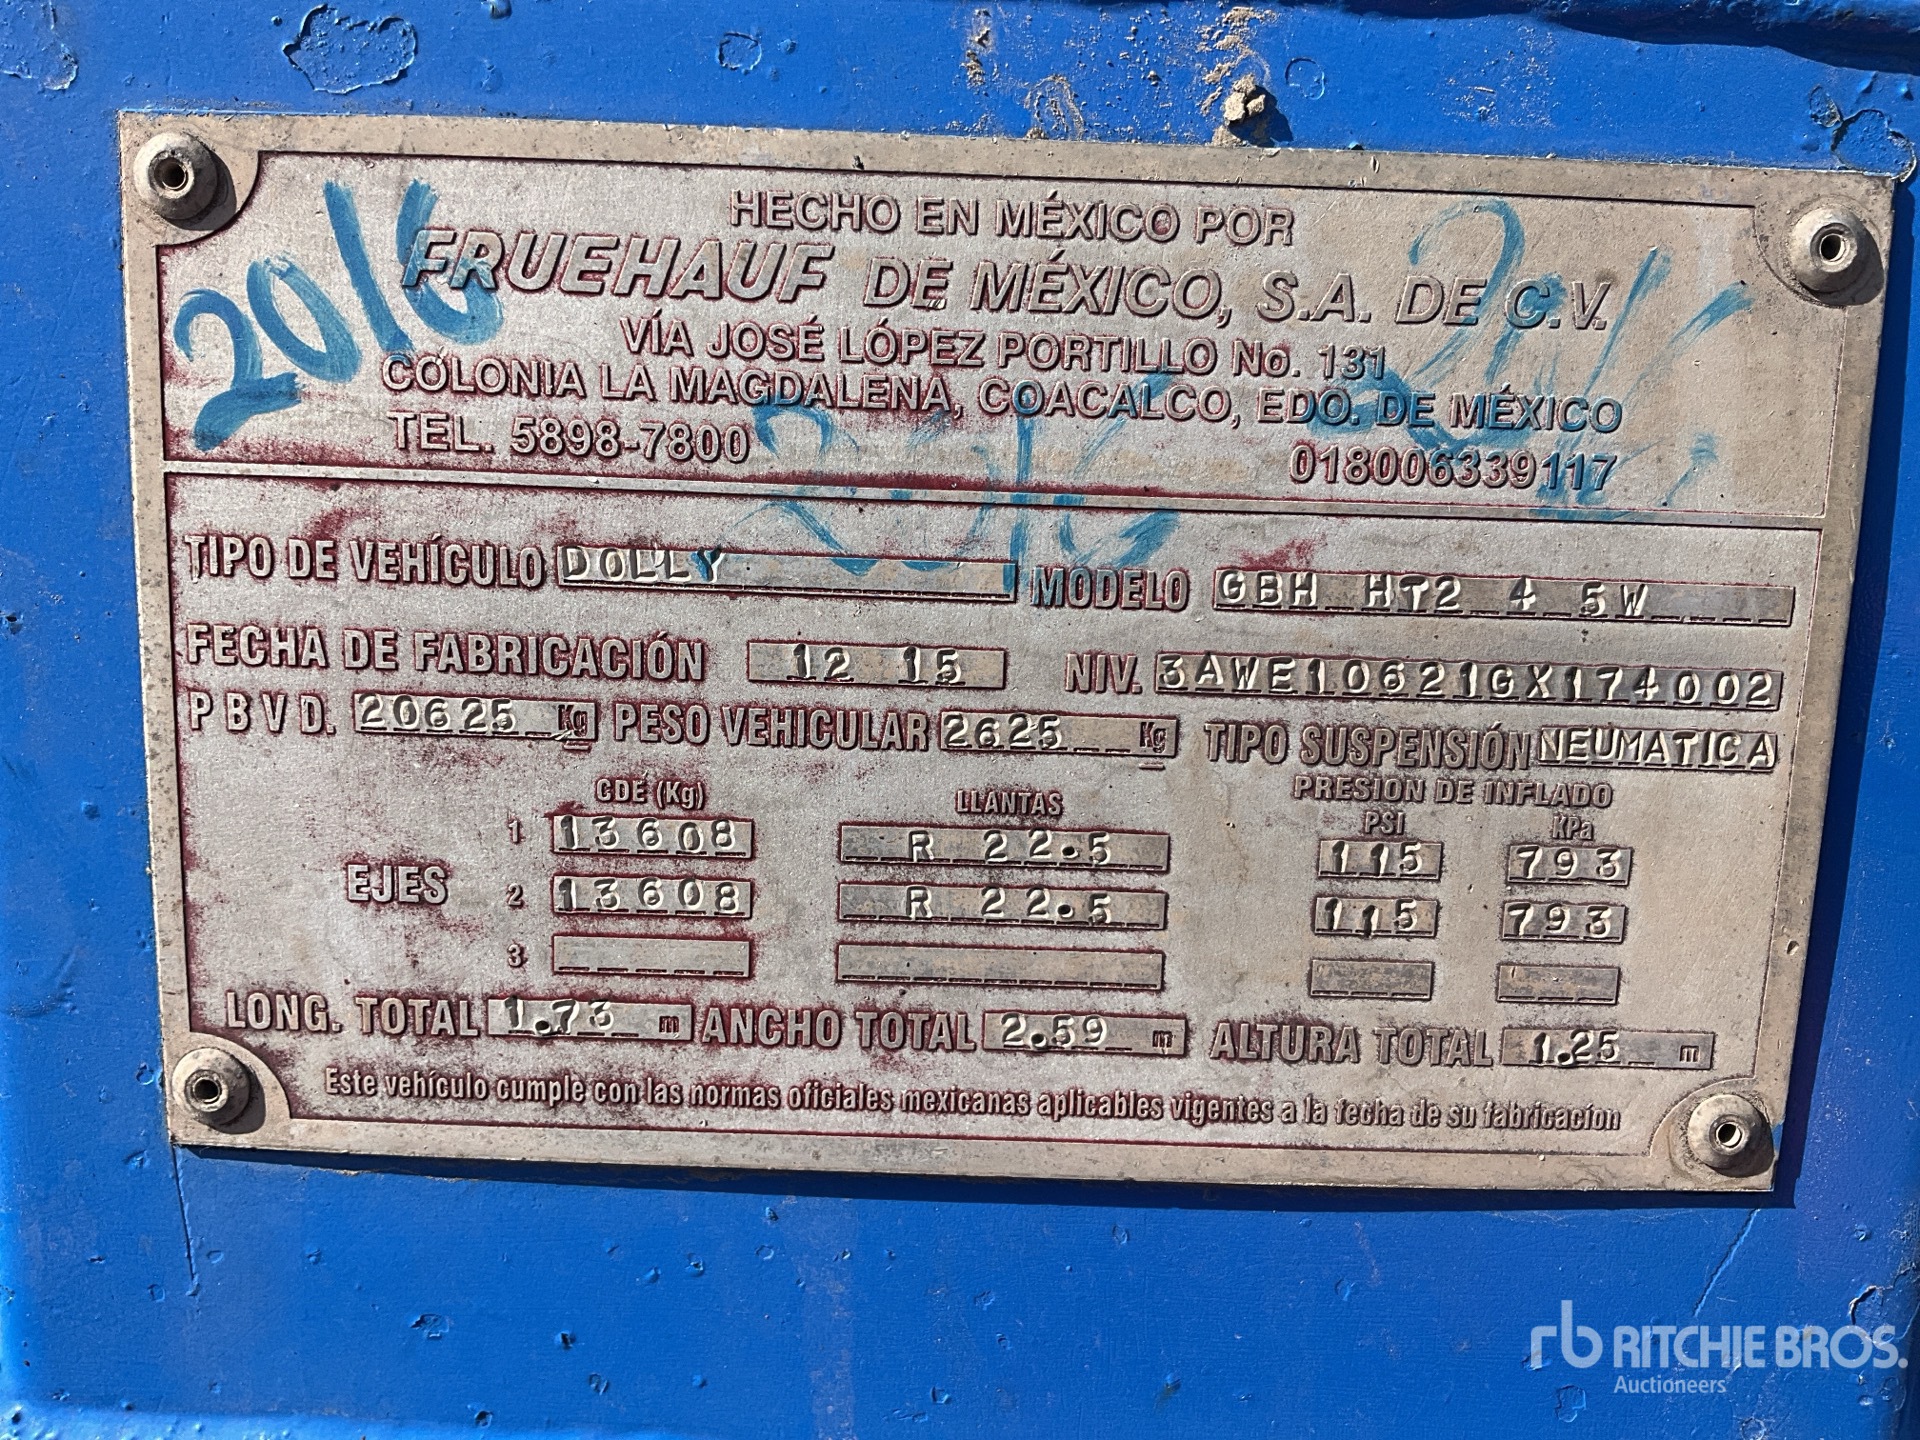 HECHO EN MÉXICO POR
FRUEHAUF DE MÉXICO, S.A. DE C.V.
VÍA JOSÉ LÓPEZ PORTILLO No. 131
COLONIA LA MAGDALENA, COACALCO, EDO. DE MÉXICO
TEL. 5898-7800 018006339117
2016
2016
2016
TIPO DE VEHÍCULO DOLLY MODELO GBH HT2 4 5W
FECHA DE FABRICACIÓN 12 15 NIV. 3AWE10621GX174002
P B V D. 20625 Kg PESO VEHICULAR 2625 Kg TIPO SUSPENSIÓN NEUMATICA
CDE (Kg) LLANTAS PRESION DE INFLADO
PSI KPa
1 13608 R 22.5 115 793
EJES 2 13608 R 22.5 115 793
3
LONG. TOTAL 1.73 m ANCHO TOTAL 2.59 m ALTURA TOTAL 1.25 m
Este vehículo cumple con las normas oficiales mexicanas aplicables vigentes a la fecha de su fabricacíon
rb RITCHIE BROS.
Auctioneers